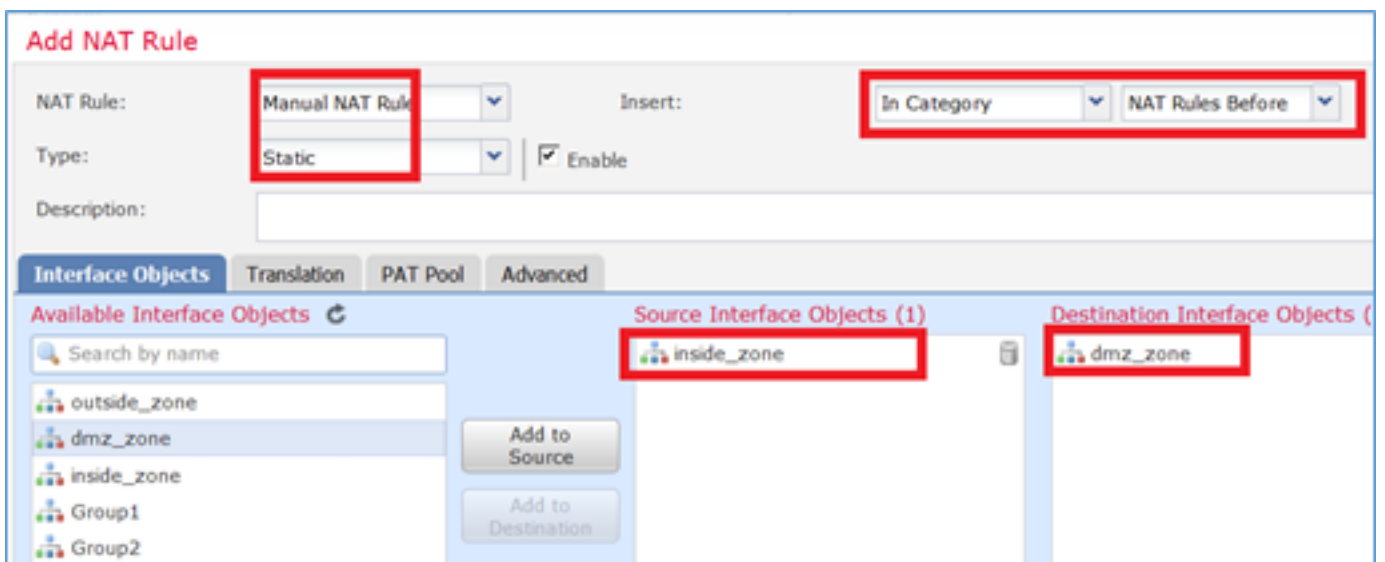 Add NAT Rule
NAT Rule: Manual NAT Rule Insert: In Category NAT Rules Before
Type: Static Enable
Description:
Interface Objects Translation PAT Pool Advanced
Available Interface Objects Source Interface Objects (1) Destination Interface Objects (
Search by name inside_zone dmz_zone
outside_zone
dmz_zone
inside_zone
Group1
Group2
Add to
Source
Add to
Destination